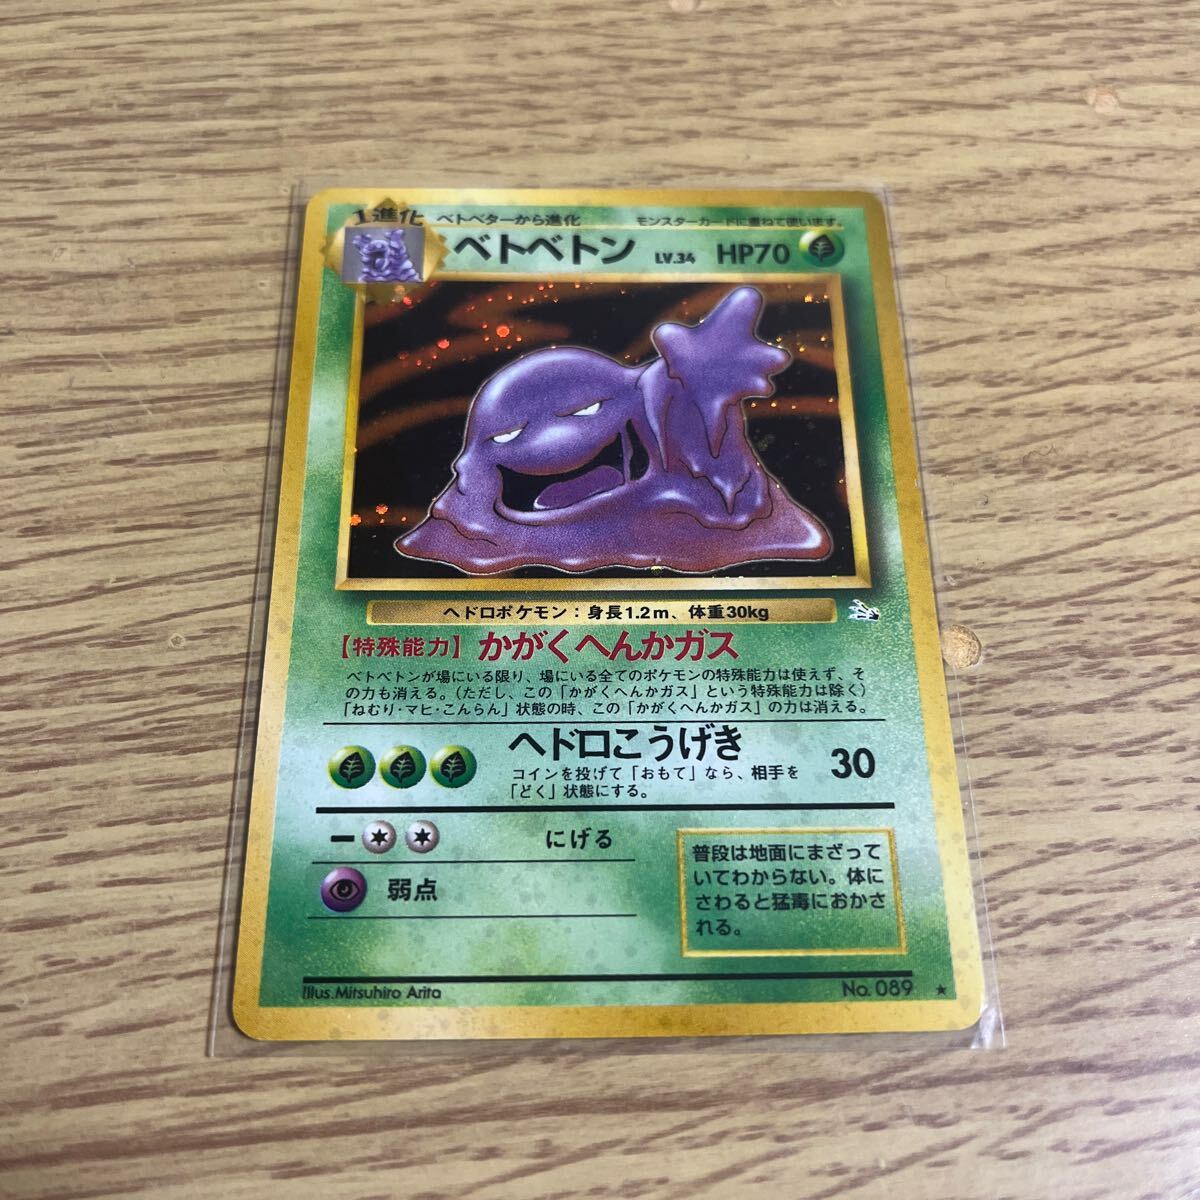 1進化 ベトベターから進化 モンスターカードに重ねて使います。
ベトベトン LV.34 HP70
ヘドロポケモン：身長1.2m、体重30kg
【特殊能力】かがくへんかガス
ベトベトンが場にいる限り、場にいる全てのポケモンの特殊能力は使えず、そ
の力も消える。（ただし、この「かがくへんかガス」という特殊能力は除く）
「ねむり・マヒ・こんらん」状態の時、この「かがくへんかガス」の力は消える。
ヘドロこうげき 30
コインを投げて「おもて」なら、相手を
「どく」状態にする。
にげる
弱点
普段は地面にまざって
いてわからない。体に
さわると猛毒におかさ
れる。
Illus.Mitsuhiro Arita No.089 ★